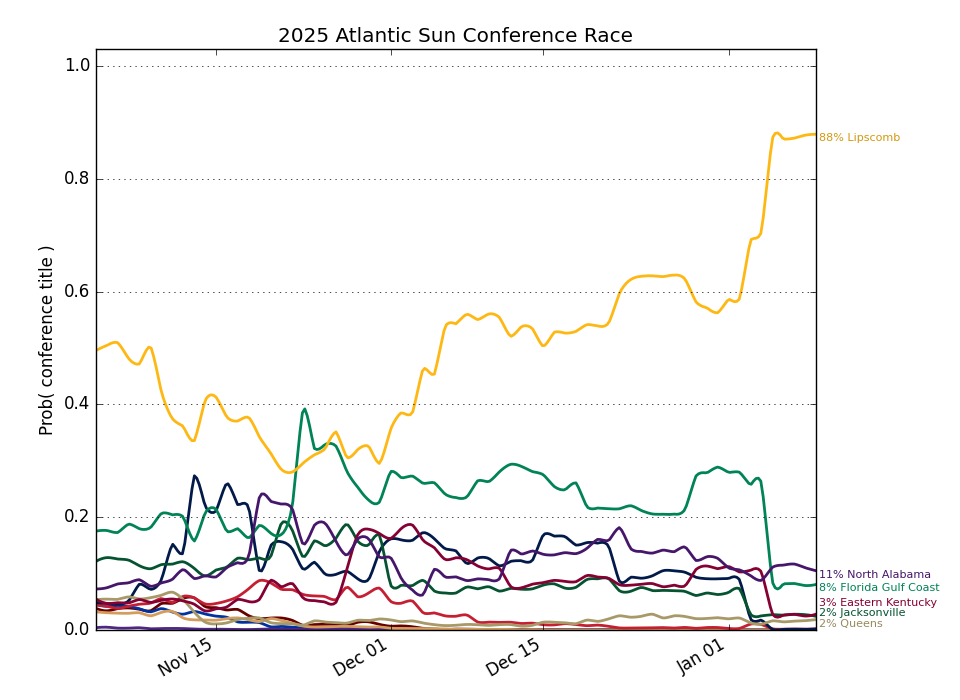 2025 Atlantic Sun Conference Race
Prob( conference title )
1.0
0.8
0.6
0.4
0.2
0.0
Nov 15
Dec 01
Dec 15
Jan 01
88% Lipscomb
11% North Alabama
8% Florida Gulf Coast
3% Eastern Kentucky
2% Jacksonville
2% Queens